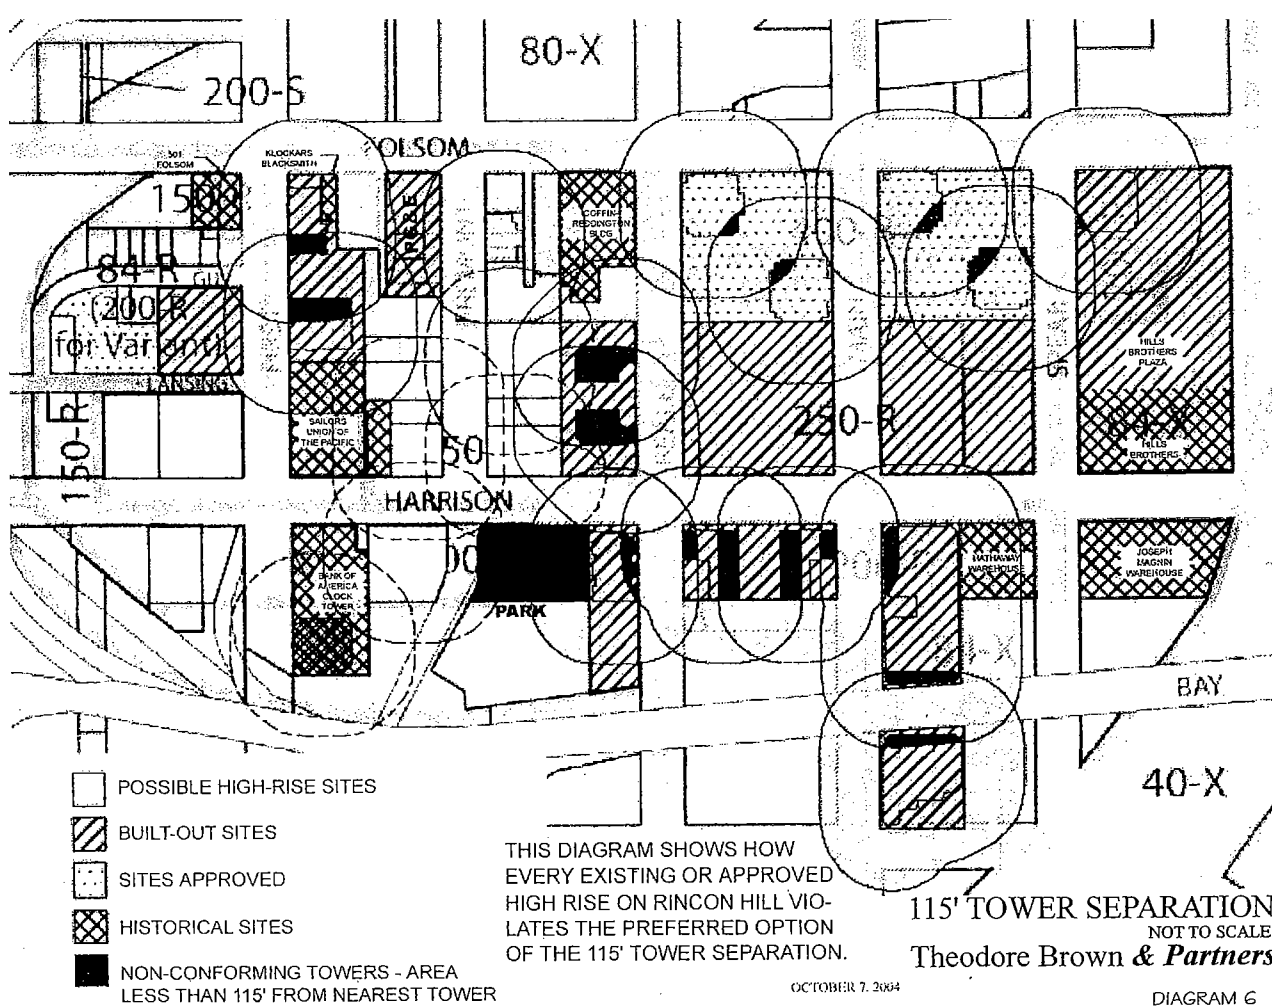 80-X
200-S
FOLSOM
501
FOLSOM
KLOCKARS
BLACKSMITH
150
COFFIN-
REDDINGTON
BLDG
84-R
(200-R
HILLS
BROTHERS
PLAZA
LANSING
SAILORS
UNION OF
THE PACIFIC
250-R
80-X
HILLS
BROTHERS
150-R
50
HARRISON
00
BANK OF
AMERICA
CLOCK
TOWER
HATHAWAY
WAREHOUSE
JOSEPH
MAGNIN
WAREHOUSE
PARK
BAY
40-X
POSSIBLE HIGH-RISE SITES
BUILT-OUT SITES
SITES APPROVED
HISTORICAL SITES
NON-CONFORMING TOWERS - AREA
LESS THAN 115' FROM NEAREST TOWER
THIS DIAGRAM SHOWS HOW
EVERY EXISTING OR APPROVED
HIGH RISE ON RINCON HILL VIO-
LATES THE PREFERRED OPTION
OF THE 115' TOWER SEPARATION.
OCTOBER 7, 2004
115' TOWER SEPARATION
NOT TO SCALE
Theodore Brown & Partners
DIAGRAM 6